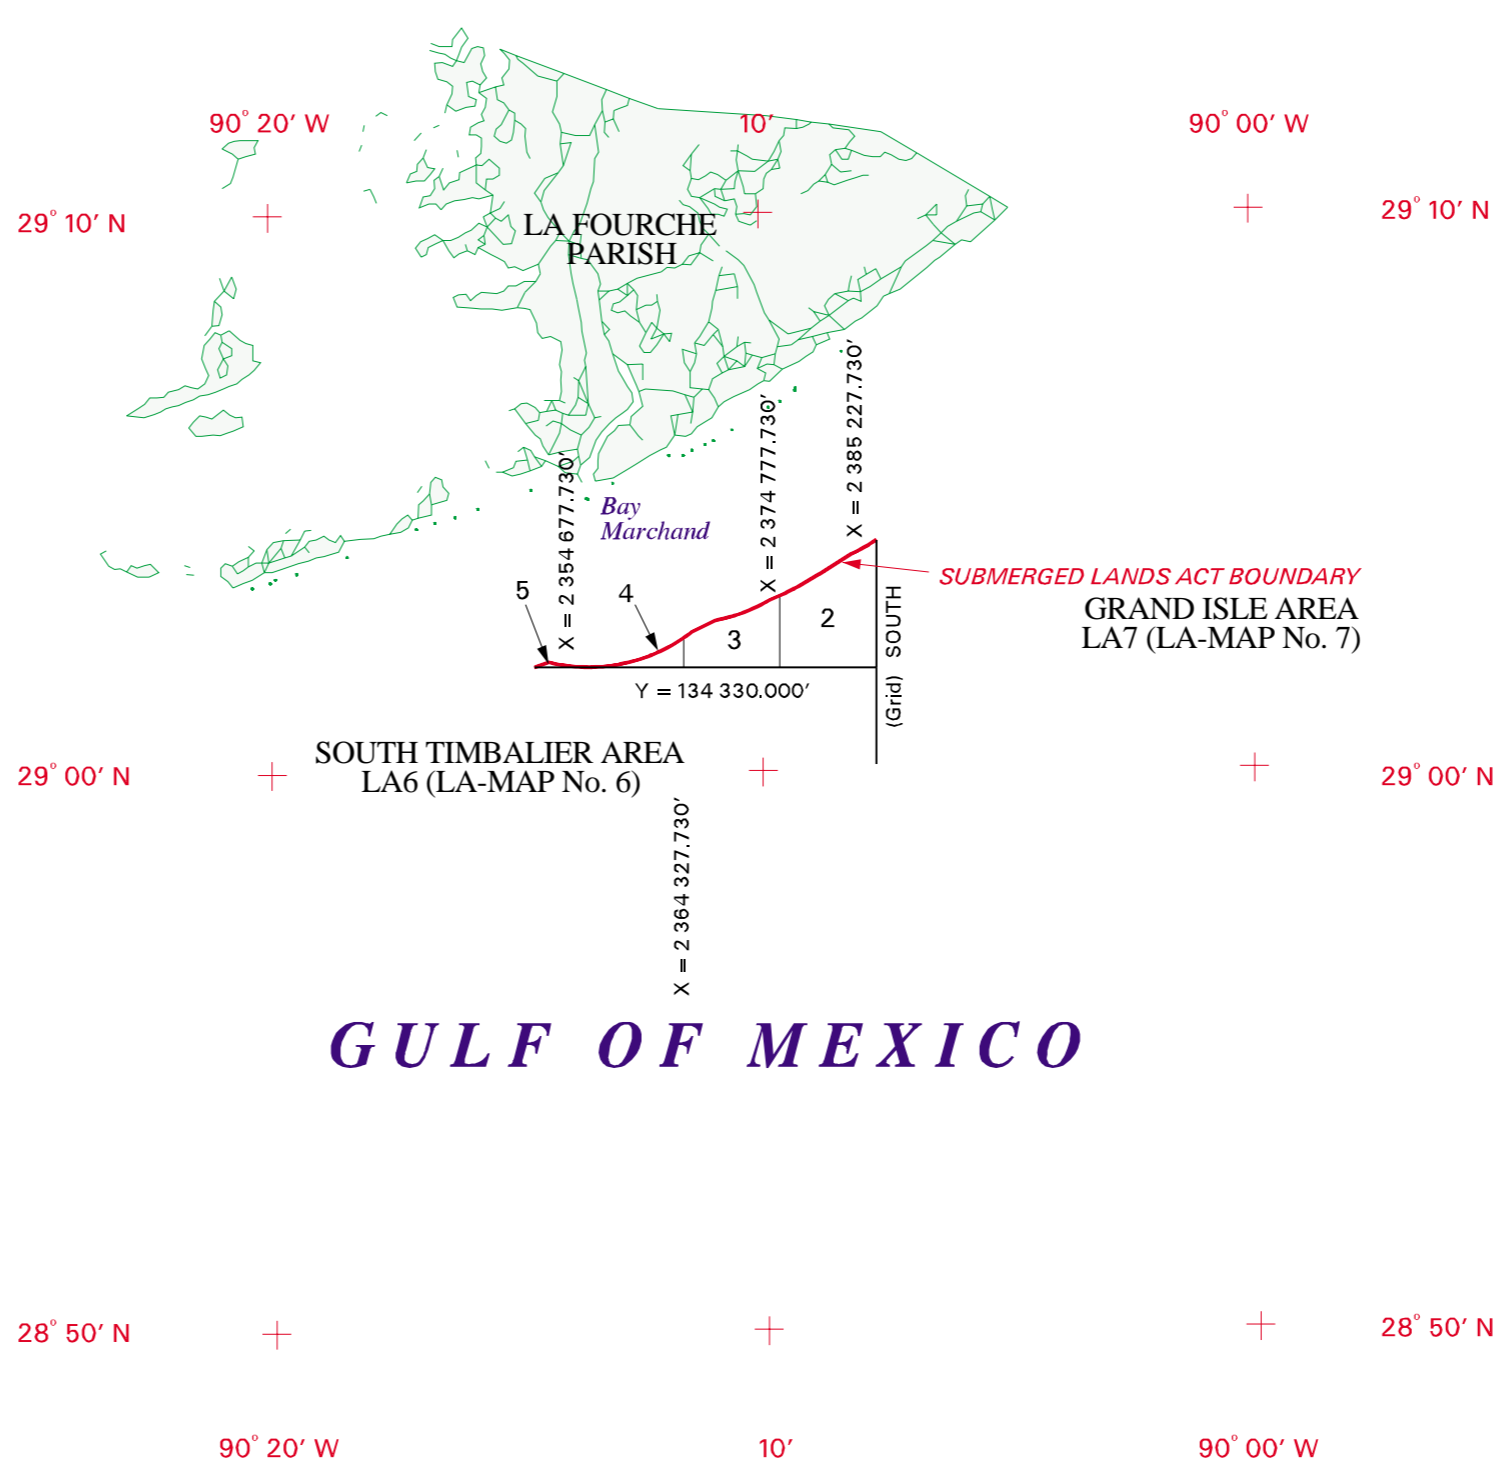 90° 20′ W
10′
90° 00′ W
29° 10′ N
29° 10′ N
LA FOURCHE
PARISH
X = 2 385 227.730′
X = 2 374 777.730′
X = 2 354 677.730′
Bay
Marchand
SUBMERGED LANDS ACT BOUNDARY
5
4
GRAND ISLE AREA
LA7 (LA-MAP No. 7)
2
3
(Grid) SOUTH
Y = 134 330.000′
SOUTH TIMBALIER AREA
LA6 (LA-MAP No. 6)
29° 00′ N
29° 00′ N
X = 2 364 327.730′
GULF OF MEXICO
28° 50′ N
28° 50′ N
90° 20′ W
10′
90° 00′ W